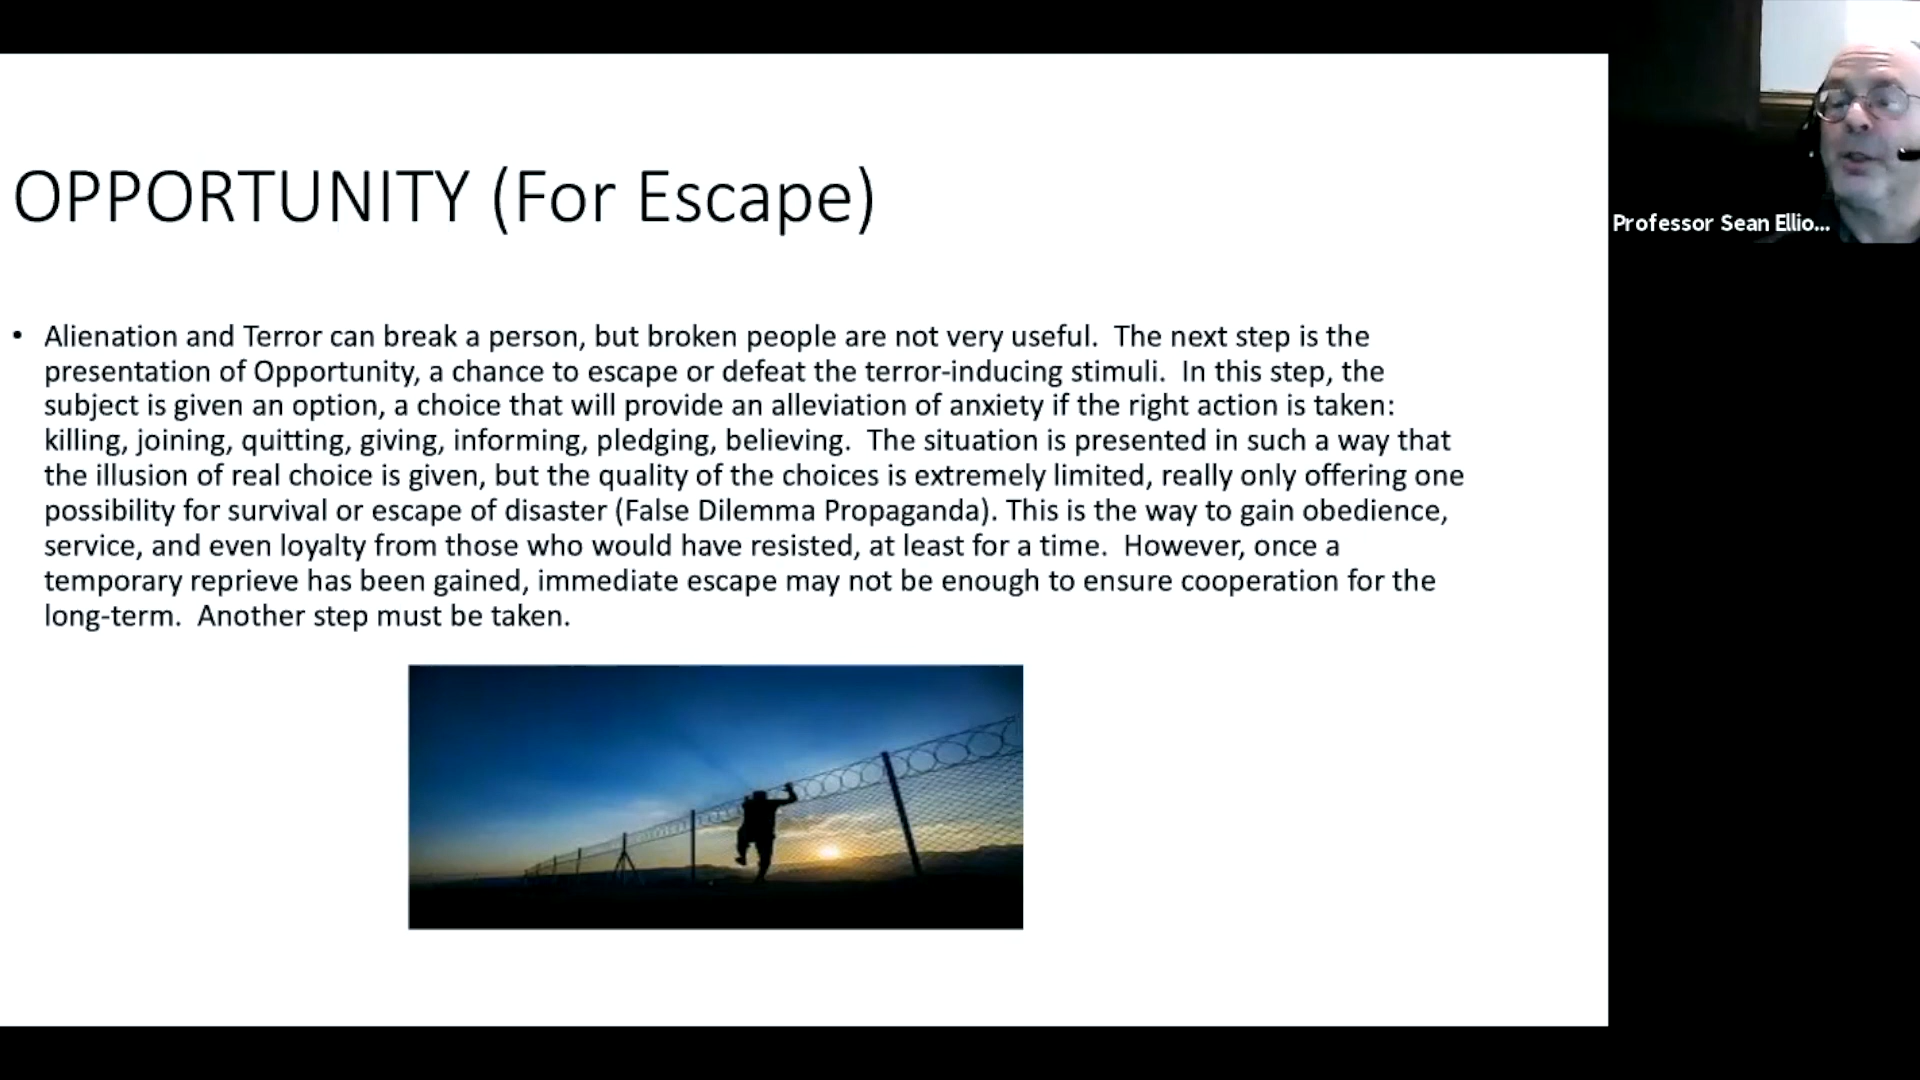 OPPORTUNITY (For Escape)
Professor Sean Ellio...
• Alienation and Terror can break a person, but broken people are not very useful.  The next step is the
presentation of Opportunity, a chance to escape or defeat the terror-inducing stimuli.  In this step, the
subject is given an option, a choice that will provide an alleviation of anxiety if the right action is taken:
killing, joining, quitting, giving, informing, pledging, believing.  The situation is presented in such a way that
the illusion of real choice is given, but the quality of the choices is extremely limited, really only offering one
possibility for survival or escape of disaster (False Dilemma Propaganda). This is the way to gain obedience,
service, and even loyalty from those who would have resisted, at least for a time.  However, once a
temporary reprieve has been gained, immediate escape may not be enough to ensure cooperation for the
long-term.  Another step must be taken.